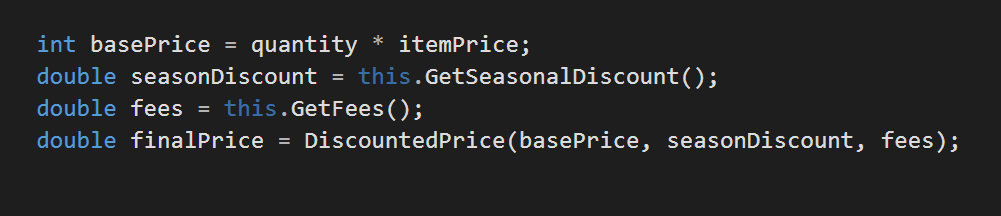 int basePrice = quantity * itemPrice;
double seasonDiscount = this.GetSeasonalDiscount();
double fees = this.GetFees();
double finalPrice = DiscountedPrice(basePrice, seasonDiscount, fees);